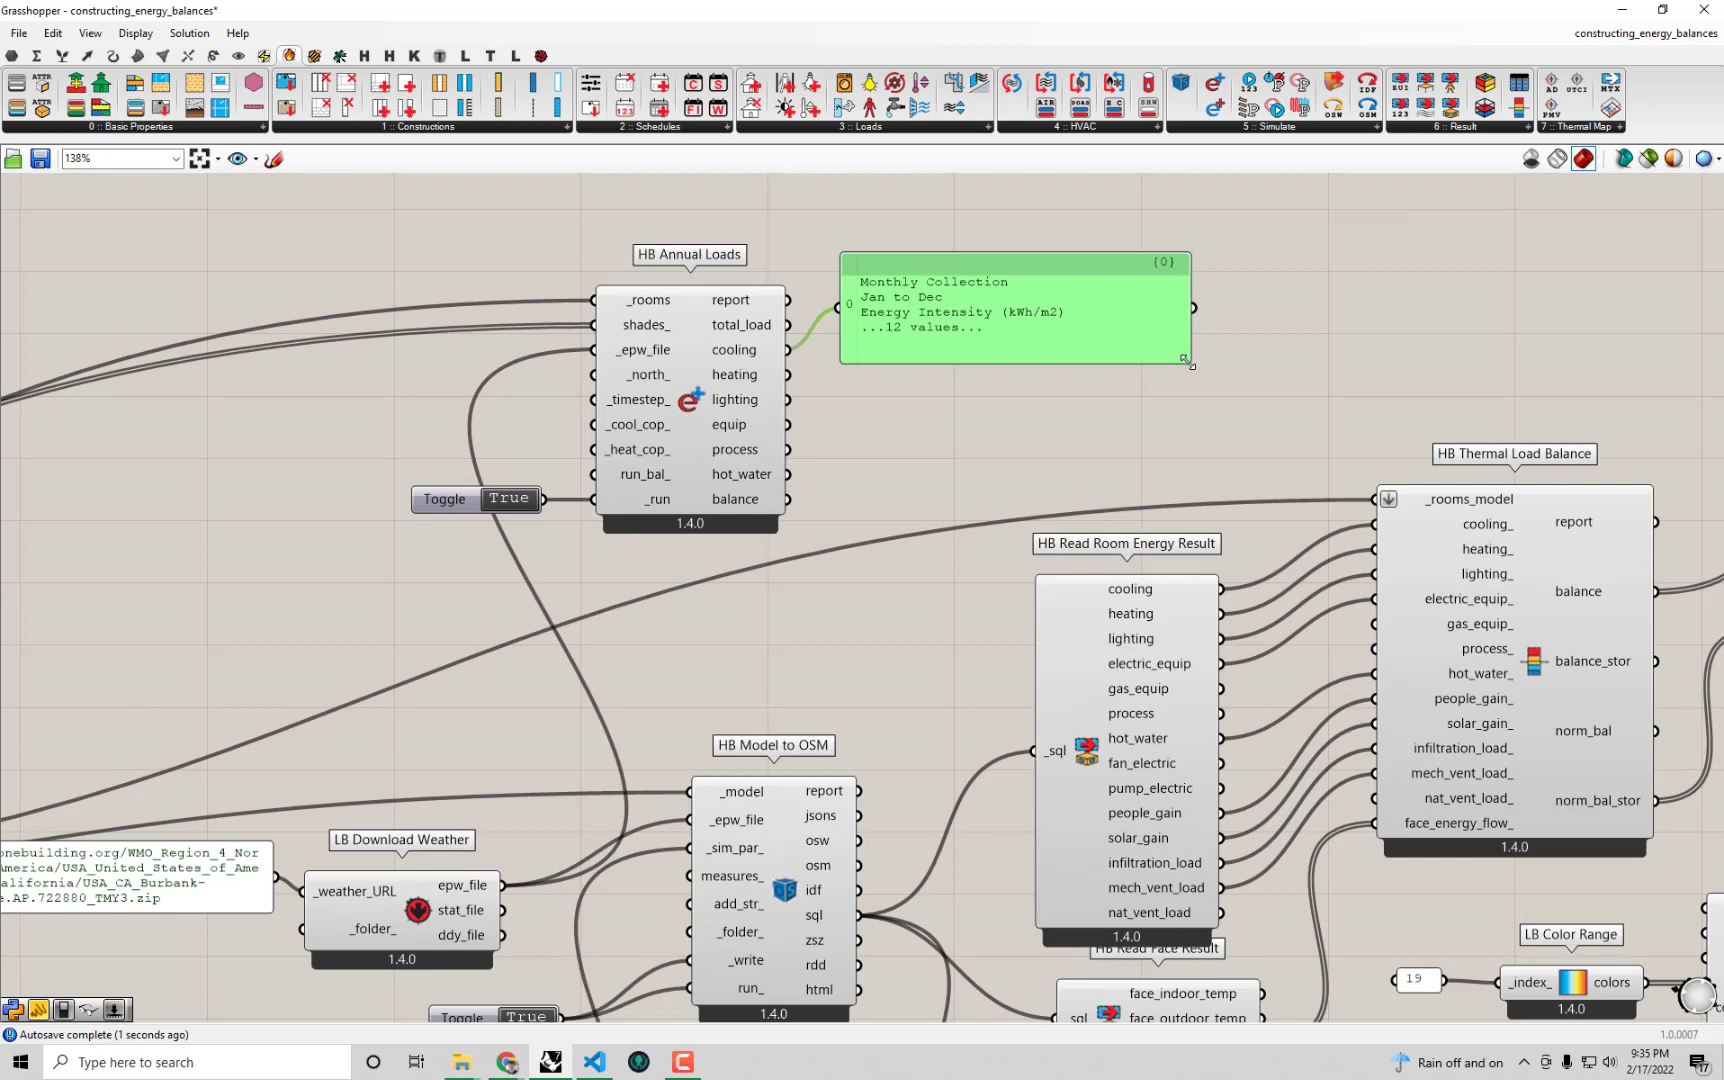 Grasshopper - constructing_energy_balances*
File Edit View Display Solution Help
constructing_energy_balances
0 :: Basic Properties
1 :: Constructions
2 :: Schedules
3 :: Loads
4 :: HVAC
5 :: Simulate
6 :: Result
7 :: Thermal Map
138%
HB Annual Loads
_rooms report
shades_ total_load
_epw_file cooling
_north_ heating
_timestep_ lighting
_cool_cop_ equip
_heat_cop_ process
run_bal_ hot_water
_run balance
1.4.0
{0}
0
Monthly Collection
Jan to Dec
Energy Intensity (kWh/m2)
...12 values...
Toggle True
HB Thermal Load Balance
_rooms_model
cooling_
heating_
lighting_
electric_equip_
gas_equip_
process_
hot_water_
people_gain_
solar_gain_
infiltration_load_
mech_vent_load_
nat_vent_load_
face_energy_flow_
report
balance
balance_stor
norm_bal
norm_bal_stor
1.4.0
HB Read Room Energy Result
_sql
cooling
heating
lighting
electric_equip
gas_equip
process
hot_water
fan_electric
pump_electric
people_gain
solar_gain
infiltration_load
mech_vent_load
nat_vent_load
1.4.0
HB Model to OSM
_model report
_epw_file jsons
_sim_par_ osw
measures_ osm
add_str_ idf
_folder_ sql
_write zsz
run_ rdd
html
1.4.0
LB Download Weather
_weather_URL
_folder_
epw_file
stat_file
ddy_file
1.4.0
onebuilding.org/WMO_Region_4_Nor
America/USA_United_States_of_Ame
alifornia/USA_CA_Burbank-
e.AP.722880_TMY3.zip
Toggle True
HB Read Face Result
sql
face_indoor_temp
face_outdoor_temp
LB Color Range
19
_index_ colors
1.4.0
Autosave complete (1 seconds ago)
1.0.0007
Type here to search
Rain off and on
9:35 PM
2/17/2022
17